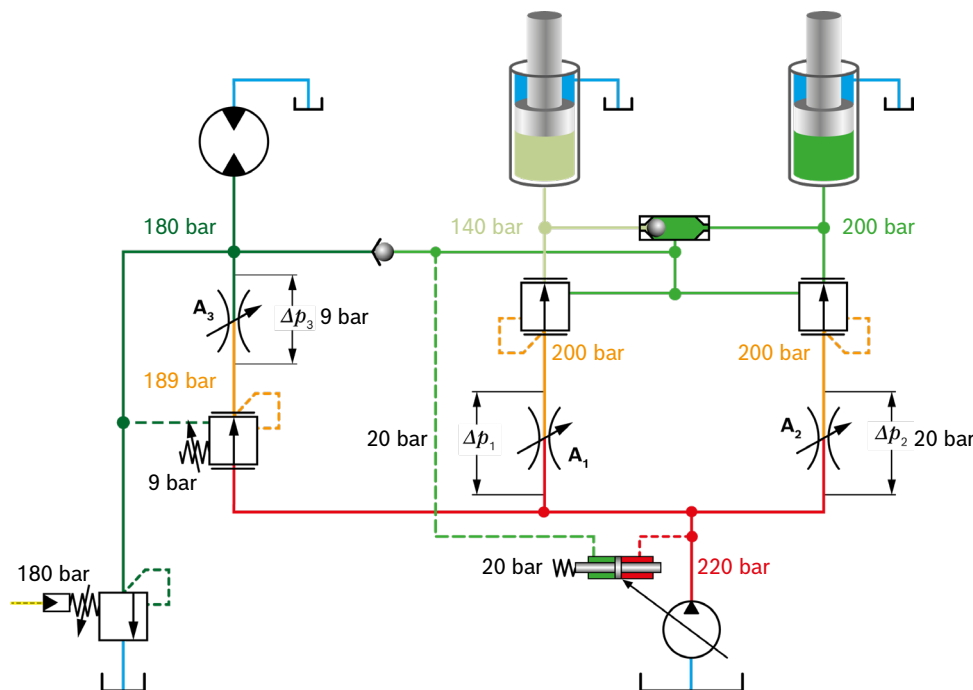 180 bar
140 bar
200 bar
A3
Δp3 9 bar
200 bar
200 bar
189 bar
20 bar
Δp1
A1
A2
Δp2 20 bar
9 bar
180 bar
20 bar
220 bar